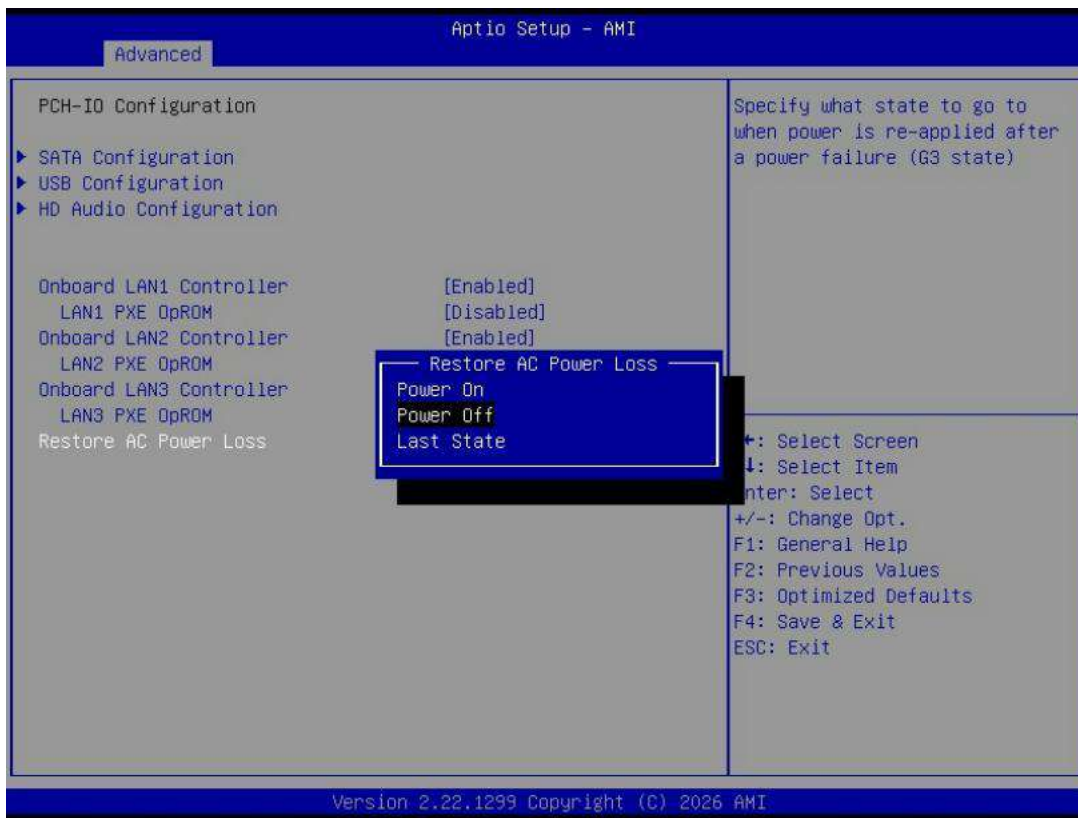 Aptio Setup - AMI
Advanced
PCH-IO Configuration
SATA Configuration
USB Configuration
HD Audio Configuration
Onboard LAN1 Controller [Enabled]
LAN1 PXE OpROM [Disabled]
Onboard LAN2 Controller [Enabled]
LAN2 PXE OpROM
Onboard LAN3 Controller
LAN3 PXE OpROM
Restore AC Power Loss
Restore AC Power Loss
Power On
Power Off
Last State
Specify what state to go to
when power is re-applied after
a power failure (G3 state)
: Select Screen
: Select Item
nter: Select
+/-: Change Opt.
F1: General Help
F2: Previous Values
F3: Optimized Defaults
F4: Save & Exit
ESC: Exit
Version 2.22.1299 Copyright (C) 2026 AMI